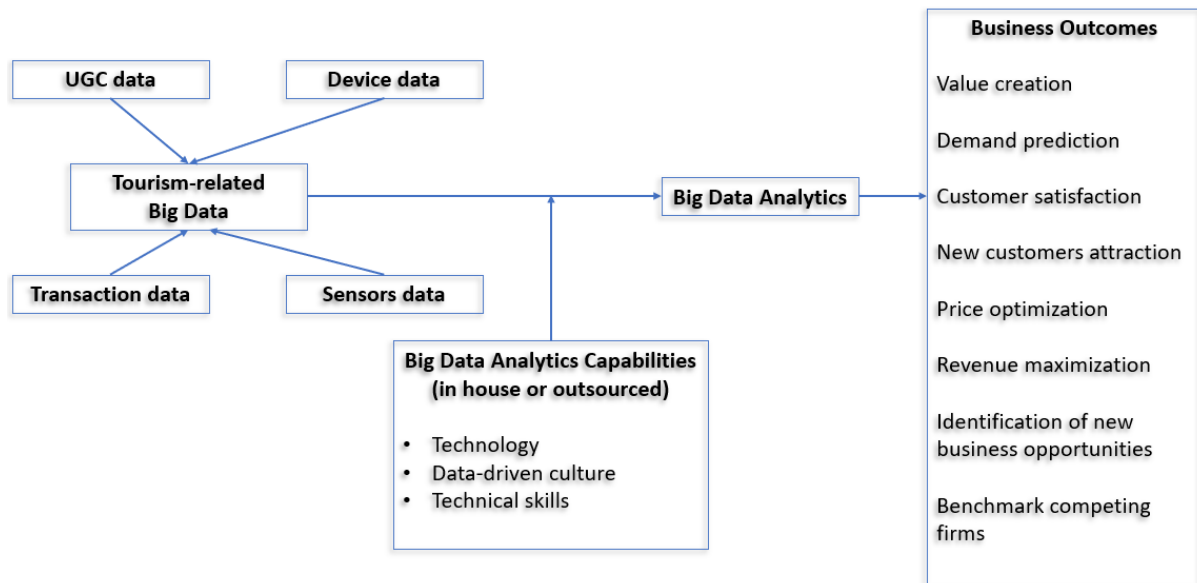 UGC data
Device data
Tourism-related
Big Data
Transaction data
Sensors data
Big Data Analytics Capabilities
(in house or outsourced)
• Technology
• Data-driven culture
• Technical skills
Big Data Analytics
Business Outcomes
Value creation
Demand prediction
Customer satisfaction
New customers attraction
Price optimization
Revenue maximization
Identification of new
business opportunities
Benchmark competing
firms